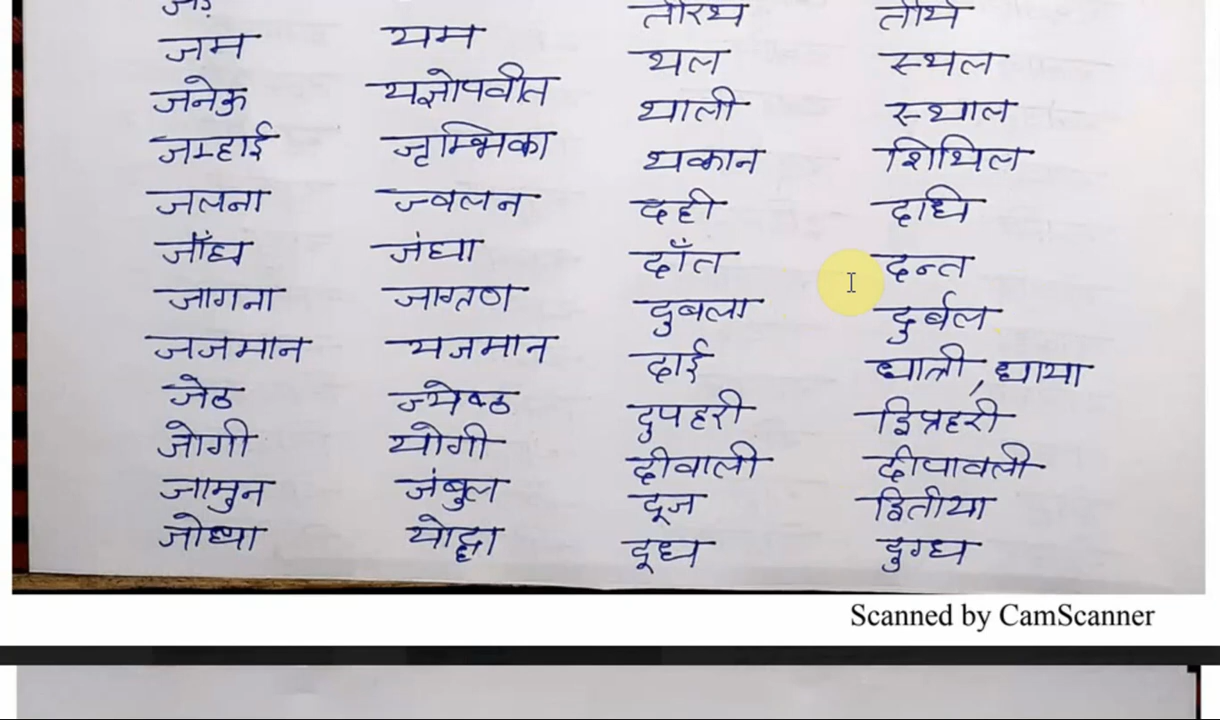 जम यम
जनेऊ यज्ञोपवीत
जम्हाई जृम्भिका
जलना ज्वलन
जाँघ जंघा
जागना जाग्तण
जजमान यजमान
जेठ ज्येष्ठ
जोगी योगी
जामुन जंबुल
जोधा योद्धा
तीरथ तीर्थ
थल स्थल
थाली स्थाल
थकान शिथिल
दही दधि
दाँत दन्त
दुबला दुर्बल
दाई धात्री, धाया
दुपहरी द्विप्रहरी
दीवाली दीपावली
दूज द्वितीया
दूध दुग्ध
Scanned by CamScanner